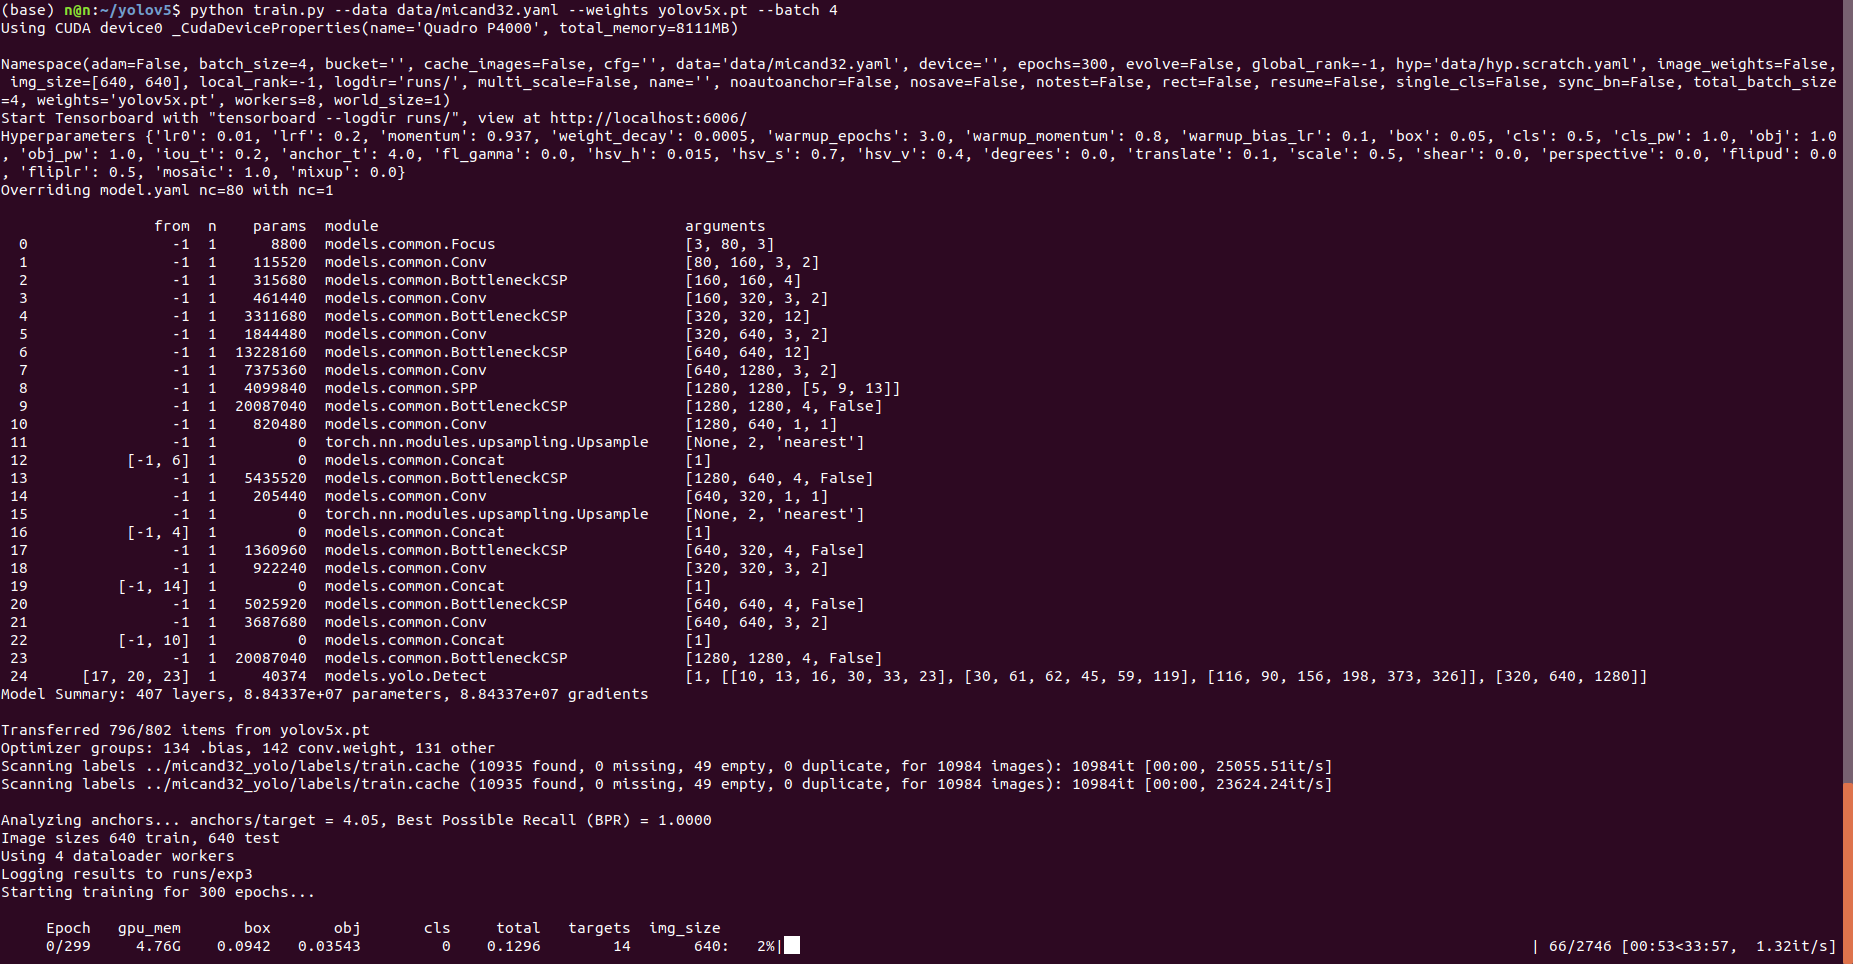 (base) n@n:~/yolov5$ python train.py --data data/micand32.yaml --weights yolov5x.pt --batch 4
Using CUDA device0 _CudaDeviceProperties(name='Quadro P4000', total_memory=8111MB)
Namespace(adam=False, batch_size=4, bucket='', cache_images=False, cfg='', data='data/micand32.yaml', device='', epochs=300, evolve=False, global_rank=-1, hyp='data/hyp.scratch.yaml', image_weights=False,
 img_size=[640, 640], local_rank=-1, logdir='runs/', multi_scale=False, name='', noautoanchor=False, nosave=False, notest=False, rect=False, resume=False, single_cls=False, sync_bn=False, total_batch_size
=4, weights='yolov5x.pt', workers=8, world_size=1)
Start Tensorboard with "tensorboard --logdir runs/", view at http://localhost:6006/
Hyperparameters {'lr0': 0.01, 'lrf': 0.2, 'momentum': 0.937, 'weight_decay': 0.0005, 'warmup_epochs': 3.0, 'warmup_momentum': 0.8, 'warmup_bias_lr': 0.1, 'box': 0.05, 'cls': 0.5, 'cls_pw': 1.0, 'obj': 1.0
, 'obj_pw': 1.0, 'iou_t': 0.2, 'anchor_t': 4.0, 'fl_gamma': 0.0, 'hsv_h': 0.015, 'hsv_s': 0.7, 'hsv_v': 0.4, 'degrees': 0.0, 'translate': 0.1, 'scale': 0.5, 'shear': 0.0, 'perspective': 0.0, 'flipud': 0.0
, 'fliplr': 0.5, 'mosaic': 1.0, 'mixup': 0.0}
Overriding model.yaml nc=80 with nc=1
from n params module arguments
0 -1 1 8800 models.common.Focus [3, 80, 3]
1 -1 1 115520 models.common.Conv [80, 160, 3, 2]
2 -1 1 315680 models.common.BottleneckCSP [160, 160, 4]
3 -1 1 461440 models.common.Conv [160, 320, 3, 2]
4 -1 1 3311680 models.common.BottleneckCSP [320, 320, 12]
5 -1 1 1844480 models.common.Conv [320, 640, 3, 2]
6 -1 1 13228160 models.common.BottleneckCSP [640, 640, 12]
7 -1 1 7375360 models.common.Conv [640, 1280, 3, 2]
8 -1 1 4099840 models.common.SPP [1280, 1280, [5, 9, 13]]
9 -1 1 20087040 models.common.BottleneckCSP [1280, 1280, 4, False]
10 -1 1 820480 models.common.Conv [1280, 640, 1, 1]
11 -1 1 0 torch.nn.modules.upsampling.Upsample [None, 2, 'nearest']
12 [-1, 6] 1 0 models.common.Concat [1]
13 -1 1 5435520 models.common.BottleneckCSP [1280, 640, 4, False]
14 -1 1 205440 models.common.Conv [640, 320, 1, 1]
15 -1 1 0 torch.nn.modules.upsampling.Upsample [None, 2, 'nearest']
16 [-1, 4] 1 0 models.common.Concat [1]
17 -1 1 1360960 models.common.BottleneckCSP [640, 320, 4, False]
18 -1 1 922240 models.common.Conv [320, 320, 3, 2]
19 [-1, 14] 1 0 models.common.Concat [1]
20 -1 1 5025920 models.common.BottleneckCSP [640, 640, 4, False]
21 -1 1 3687680 models.common.Conv [640, 640, 3, 2]
22 [-1, 10] 1 0 models.common.Concat [1]
23 -1 1 20087040 models.common.BottleneckCSP [1280, 1280, 4, False]
24 [17, 20, 23] 1 40374 models.yolo.Detect [1, [[10, 13, 16, 30, 33, 23], [30, 61, 62, 45, 59, 119], [116, 90, 156, 198, 373, 326]], [320, 640, 1280]]
Model Summary: 407 layers, 8.84337e+07 parameters, 8.84337e+07 gradients
Transferred 796/802 items from yolov5x.pt
Optimizer groups: 134 .bias, 142 conv.weight, 131 other
Scanning labels ../micand32_yolo/labels/train.cache (10935 found, 0 missing, 49 empty, 0 duplicate, for 10984 images): 10984it [00:00, 25055.51it/s]
Scanning labels ../micand32_yolo/labels/train.cache (10935 found, 0 missing, 49 empty, 0 duplicate, for 10984 images): 10984it [00:00, 23624.24it/s]
Analyzing anchors... anchors/target = 4.05, Best Possible Recall (BPR) = 1.0000
Image sizes 640 train, 640 test
Using 4 dataloader workers
Logging results to runs/exp3
Starting training for 300 epochs...
Epoch gpu_mem box obj cls total targets img_size
0/299 4.76G 0.0942 0.03543 0 0.1296 14 640: 2%| | 66/2746 [00:53<33:57, 1.32it/s]